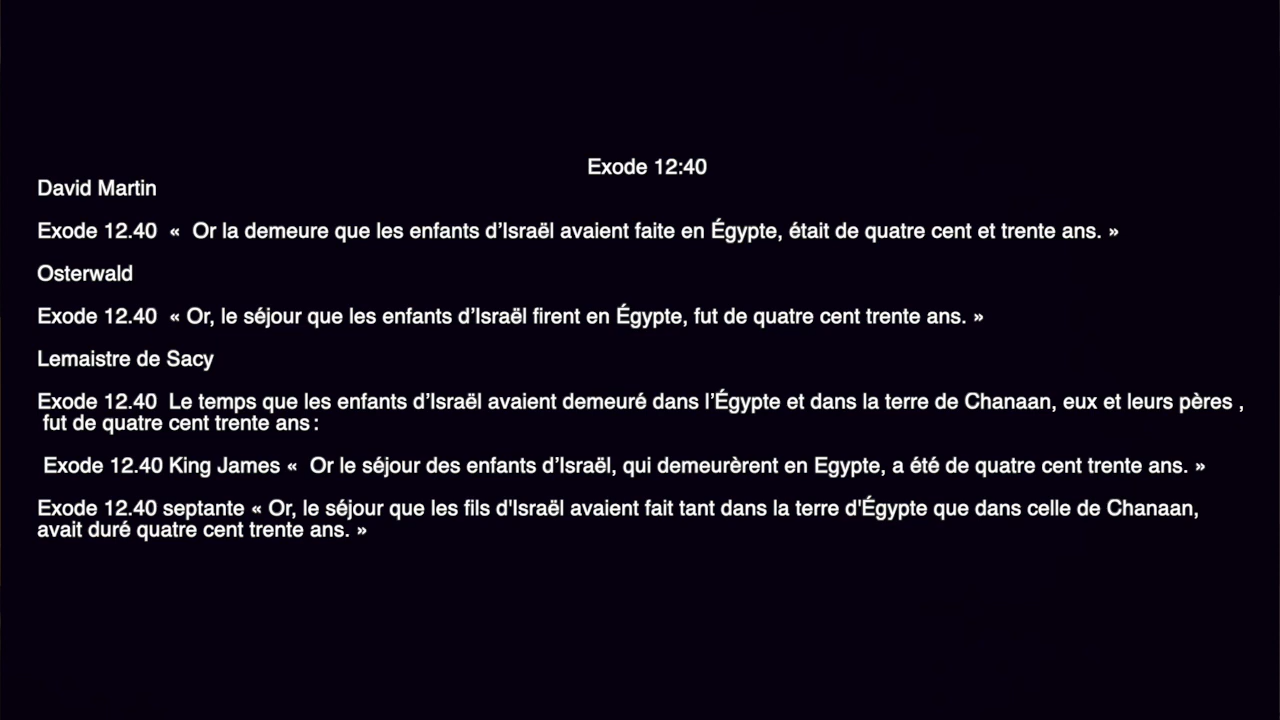 Exode 12:40
David Martin
Exode 12.40 «  Or la demeure que les enfants d’Israël avaient faite en Égypte, était de quatre cent et trente ans. »
Osterwald
Exode 12.40  « Or, le séjour que les enfants d’Israël firent en Égypte, fut de quatre cent trente ans. »
Lemaistre de Sacy
Exode 12.40  Le temps que les enfants d’Israël avaient demeuré dans l’Égypte et dans la terre de Chanaan, eux et leurs pères ,
fut de quatre cent trente ans :
Exode 12.40 King James «  Or le séjour des enfants d’Israël, qui demeurèrent en Egypte, a été de quatre cent trente ans. »
Exode 12.40 septante « Or, le séjour que les fils d'Israël avaient fait tant dans la terre d'Égypte que dans celle de Chanaan,
avait duré quatre cent trente ans. »